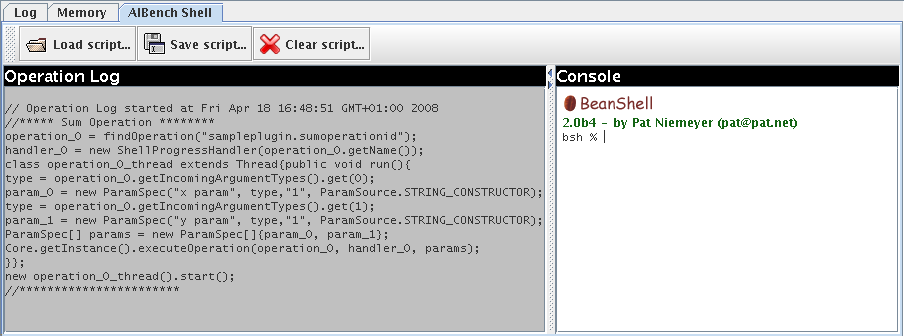 Log Memory AIBench Shell
Load script... Save script... Clear script...
Operation Log
// Operation Log started at Fri Apr 18 16:48:51 GMT+01:00 2008
//***** Sum Operation ********
operation_0 = findOperation("sampleplugin.sumoperationid");
handler_0 = new ShellProgressHandler(operation_0.getName());
class operation_0_thread extends Thread{public void run(){
type = operation_0.getIncomingArgumentTypes().get(0);
param_0 = new ParamSpec("x param", type,"1", ParamSource.STRING_CONSTRUCTOR);
type = operation_0.getIncomingArgumentTypes().get(1);
param_1 = new ParamSpec("y param", type,"1", ParamSource.STRING_CONSTRUCTOR);
ParamSpec[] params = new ParamSpec[]{param_0, param_1};
Core.getInstance().executeOperation(operation_0, handler_0, params);
}};
new operation_0_thread().start();
//***********************
Console
BeanShell
2.0b4 - by Pat Niemeyer (pat@pat.net)
bsh %